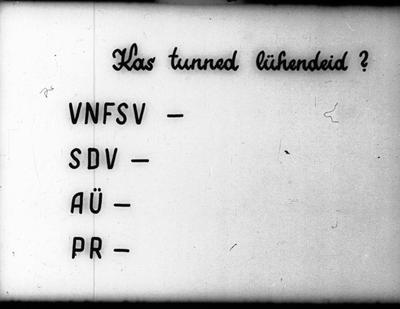 Kas tunned lühendeid ?
VNFSV –
SDV –
AÜ –
PR –